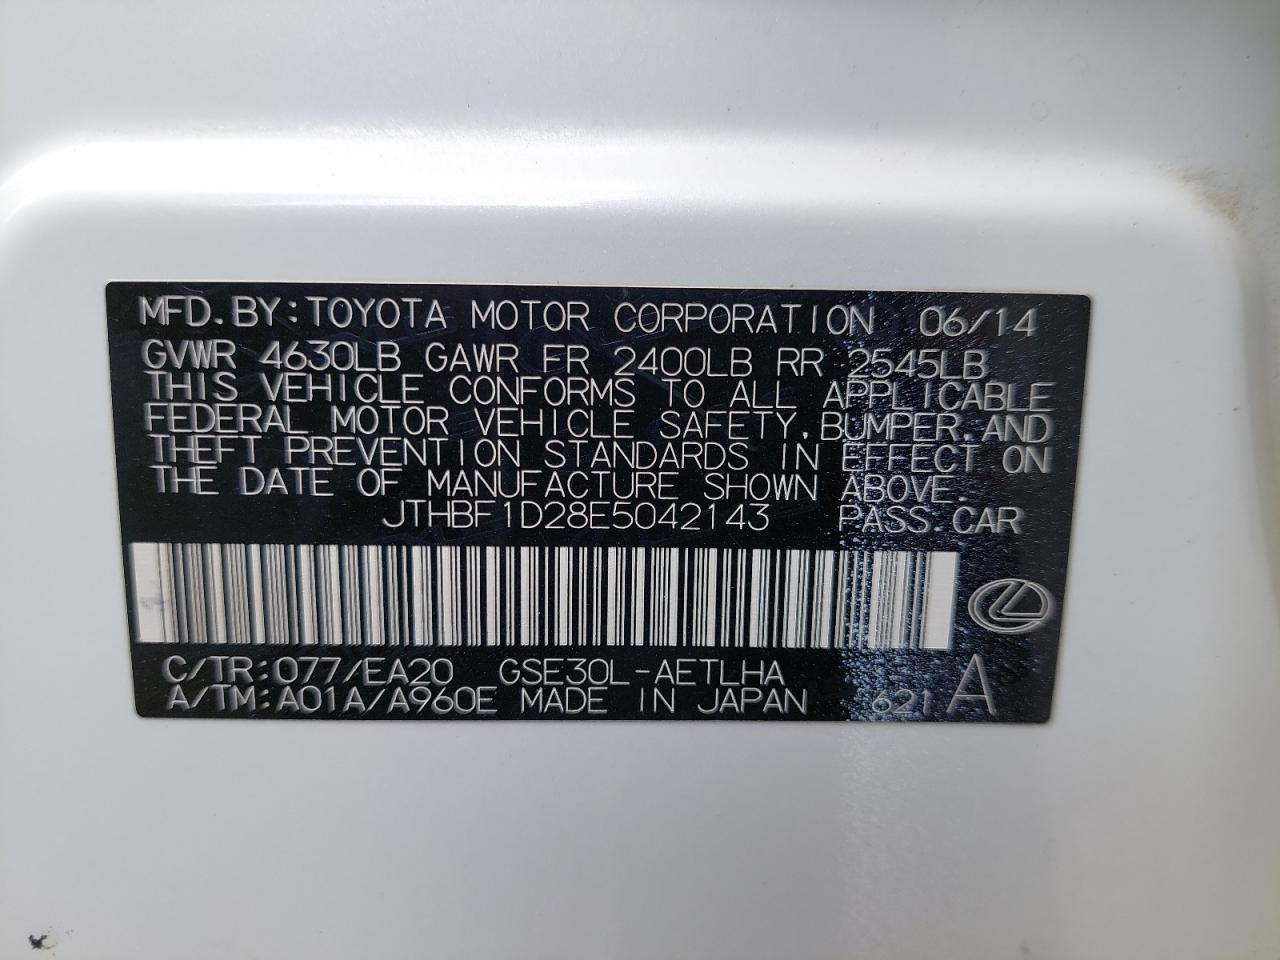 MFD. BY: TOYOTA MOTOR CORPORATION 06/14
GVWR 4630LB GAWR FR 2400LB RR 2545LB
THIS VEHICLE CONFORMS TO ALL APPLICABLE
FEDERAL MOTOR VEHICLE SAFETY, BUMPER, AND
THEFT PREVENTION STANDARDS IN EFFECT ON
THE DATE OF MANUFACTURE SHOWN ABOVE.
JTHBF1D28E5042143 PASS. CAR
C/TR: 077/EA20 GSE30L-AETLHA
A/TM: A01A/A960E MADE IN JAPAN 621 A